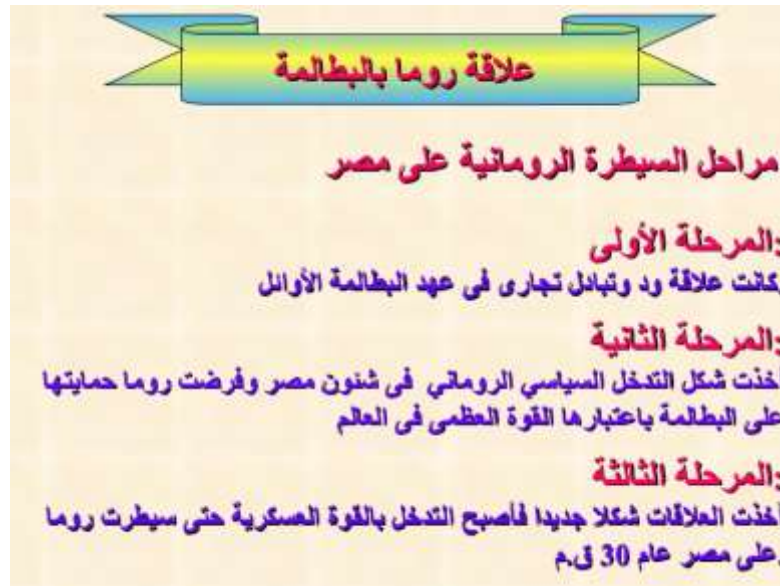 علاقة روما بالبطالمة
مراحل السيطرة الرومانية على مصر
المرحلة الأولى:
كانت علاقة ود وتبادل تجارى فى عهد البطالمة الأوائل
المرحلة الثانية:
أخذت شكل التدخل السياسي الروماني فى شئون مصر وفرضت روما حمايتها
على البطالمة باعتبارها القوة العظمى فى العالم
المرحلة الثالثة:
أخذت العلاقات شكلا جديدا فأصبح التدخل بالقوة العسكرية حتى سيطرت روما
على مصر عام 30 ق.م